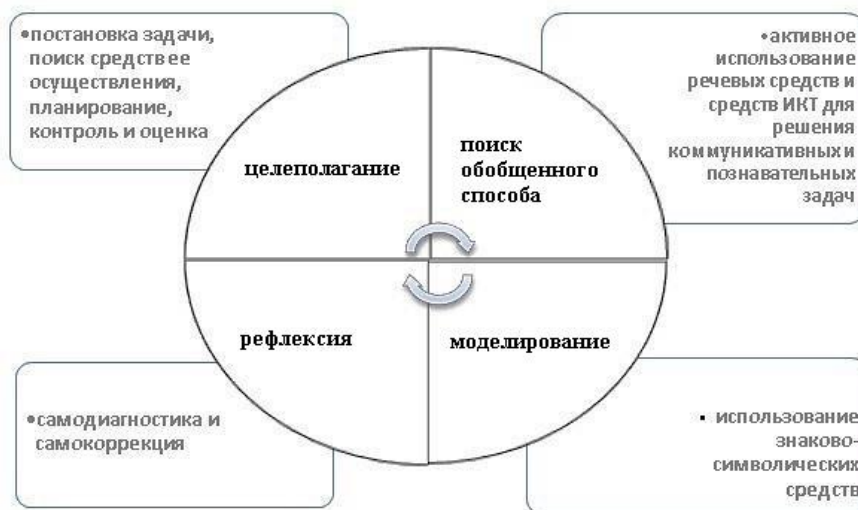 •постановка задачи,
поиск средств ее
осуществления,
планирование,
контроль и оценка
•активное
использование
речевых средств и
средств ИКТ для
решения
коммуникативных и
познавательных
задач
целеполагание
поиск
обобщенного
способа
рефлексия
моделирование
•самодиагностика и
самокоррекция
▪ использование
знаково-
символических
средств